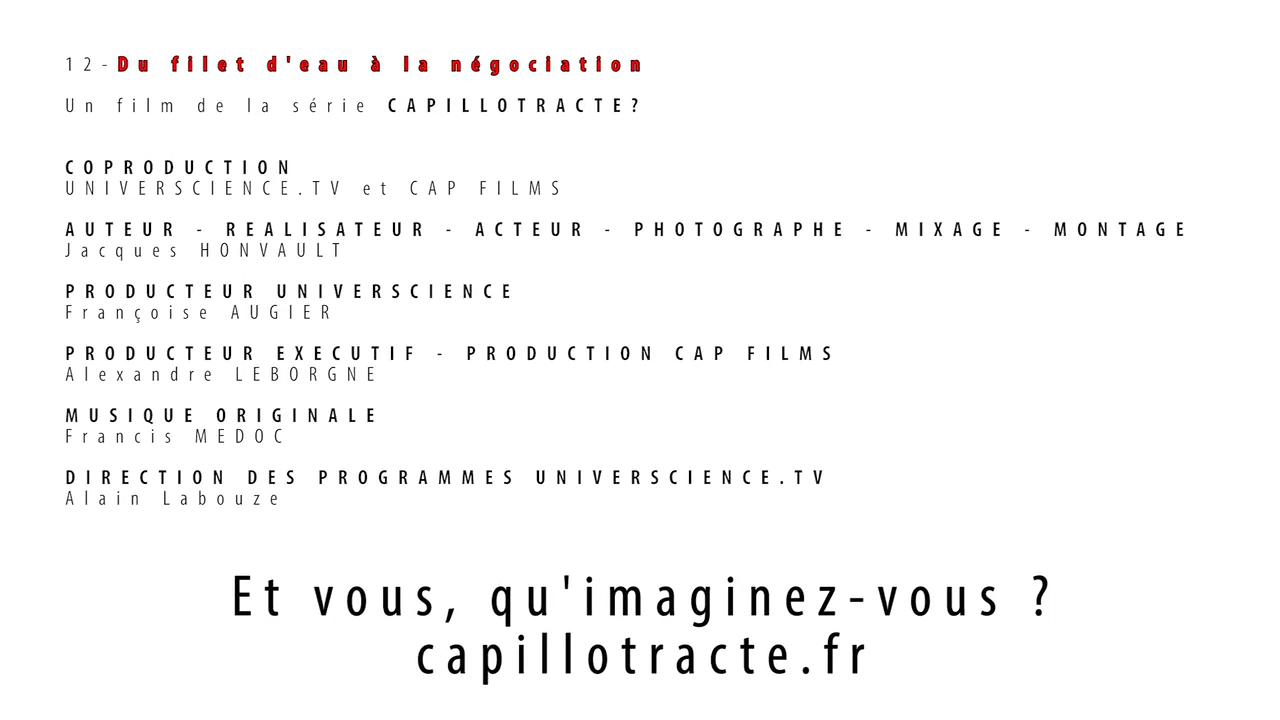 12-Du filet d'eau à la négociation
Un film de la série CAPILLOTRACTE?
COPRODUCTION
UNIVERSCIENCE.TV et CAP FILMS
AUTEUR - REALISATEUR - ACTEUR - PHOTOGRAPHE - MIXAGE - MONTAGE
Jacques HONVAULT
PRODUCTEUR UNIVERSCIENCE
Françoise AUGIER
PRODUCTEUR EXECUTIF - PRODUCTION CAP FILMS
Alexandre LEBORGNE
MUSIQUE ORIGINALE
Francis MEDOC
DIRECTION DES PROGRAMMES UNIVERSCIENCE.TV
Alain Labouze
Et vous, qu'imaginez-vous ?
capillotracte.fr